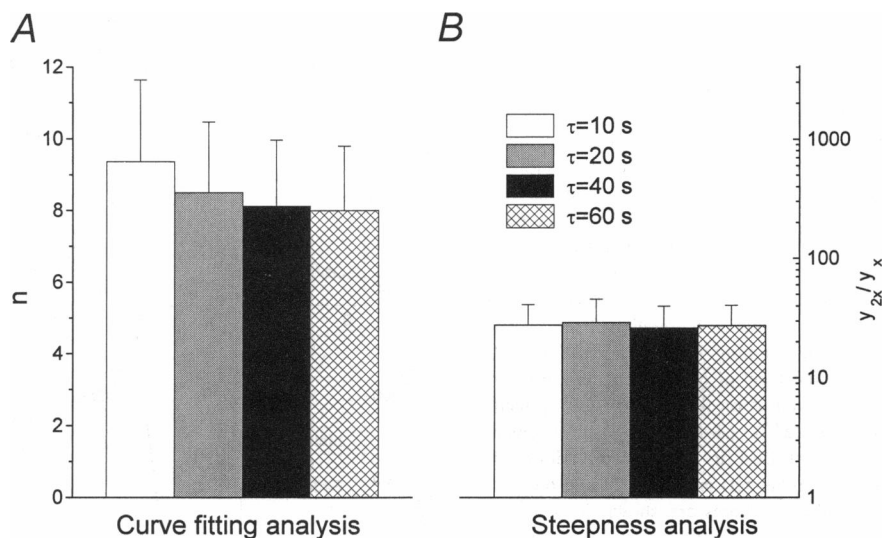 A
B
12
10
8
6
4
2
0
n
Curve fitting analysis
τ=10 s
τ=20 s
τ=40 s
τ=60 s
1000
100
10
1
y2x/yx
Steepness analysis